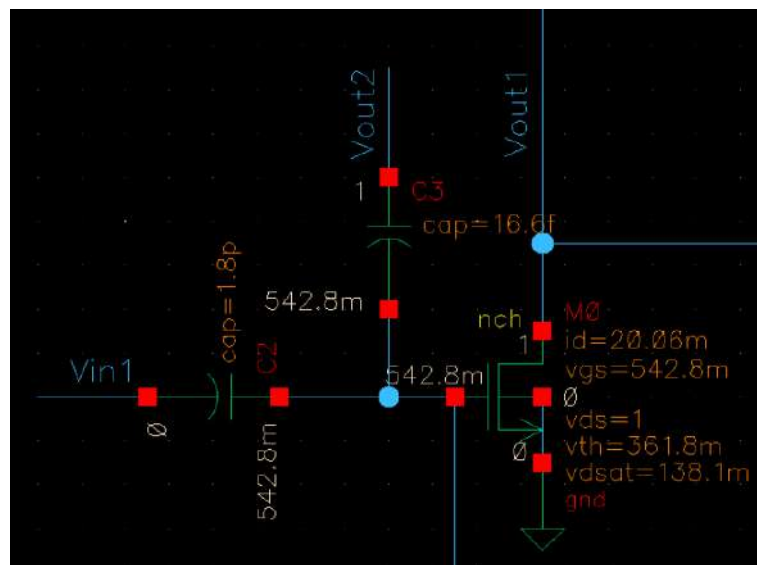 Vout2
Vout1
1
C3
cap=16.6f
cap=1.8p
542.8m
nch
M0
1
id=20.06m
vgs=542.8m
Vin1
C2
542.8m
0
0
vds=1
vth=361.8m
0
vdsat=138.1m
542.8m
gnd